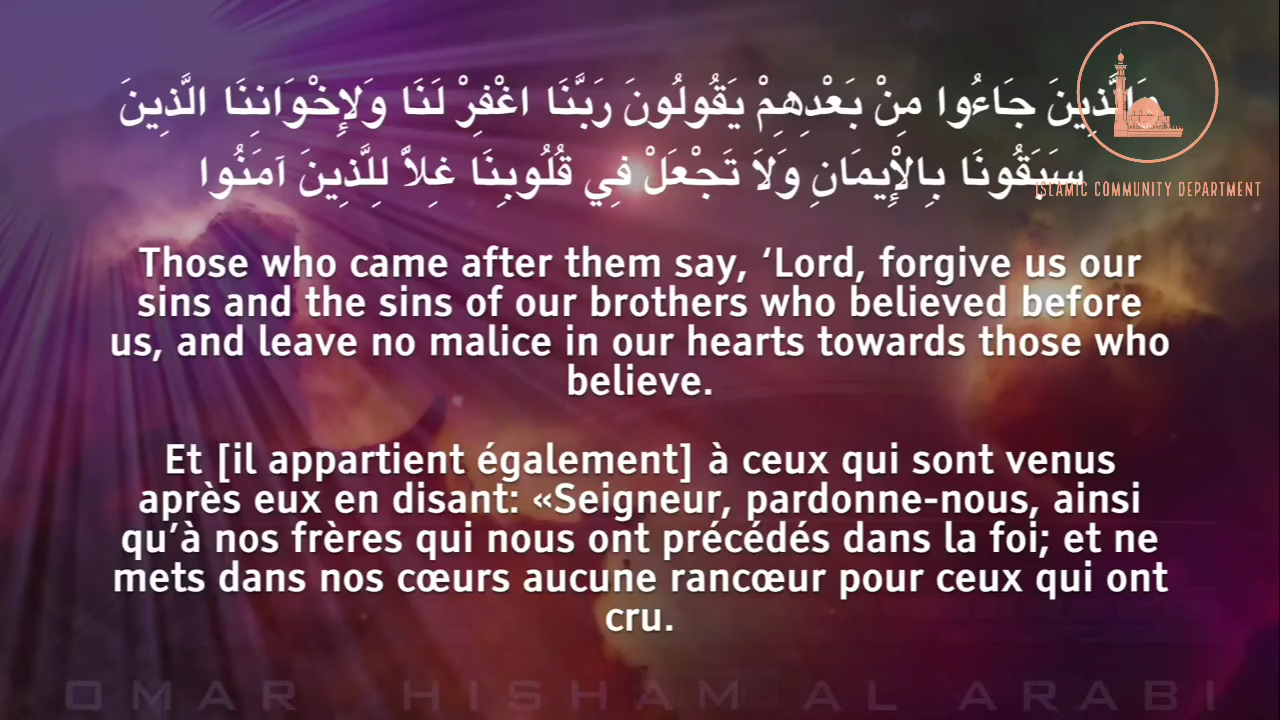 وَالَّذِينَ جَاءُوا مِنْ بَعْدِهِمْ يَقُولُونَ رَبَّنَا اغْفِرْ لَنَا وَلِإِخْوَانِنَا الَّذِينَ
سَبَقُونَا بِالْإِيمَانِ وَلَا تَجْعَلْ فِي قُلُوبِنَا غِلاًّ لِلَّذِينَ آمَنُوا
ISLAMIC COMMUNITY DEPARTMENT
Those who came after them say, ‘Lord, forgive us our
sins and the sins of our brothers who believed before
us, and leave no malice in our hearts towards those who
believe.
Et [il appartient également] à ceux qui sont venus
après eux en disant: «Seigneur, pardonne-nous, ainsi
qu’à nos frères qui nous ont précédés dans la foi; et ne
mets dans nos cœurs aucune rancœur pour ceux qui ont
cru.
OMAR HISHAM AL ARABI